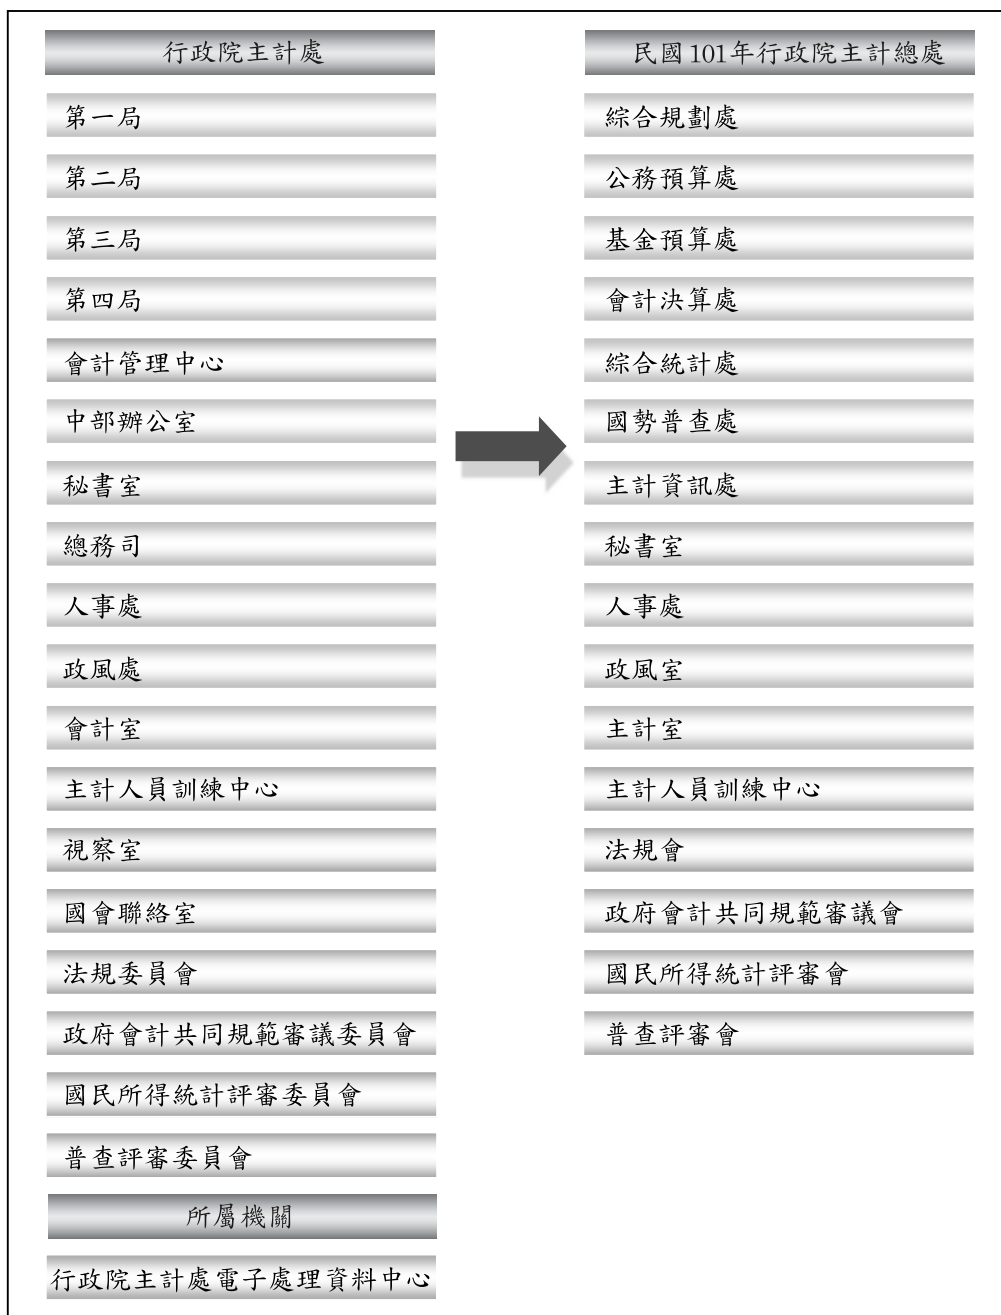 行政院主計處
第一局
第二局
第三局
第四局
會計管理中心
中部辦公室
秘書室
總務司
人事處
政風處
會計室
主計人員訓練中心
視察室
國會聯絡室
法規委員會
政府會計共同規範審議委員會
國民所得統計評審委員會
普查評審委員會
所屬機關
行政院主計處電子處理資料中心
民國101年行政院主計總處
綜合規劃處
公務預算處
基金預算處
會計決算處
綜合統計處
國勢普查處
主計資訊處
秘書室
人事處
政風室
主計室
主計人員訓練中心
法規會
政府會計共同規範審議會
國民所得統計評審會
普查評審會